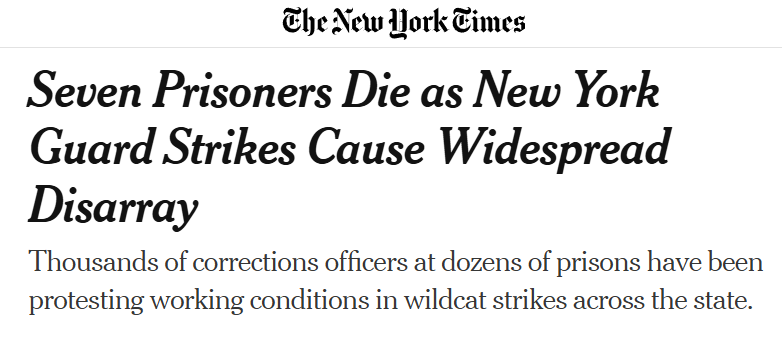 The New York Times
Seven Prisoners Die as New York
Guard Strikes Cause Widespread
Disarray
Thousands of corrections officers at dozens of prisons have been
protesting working conditions in wildcat strikes across the state.